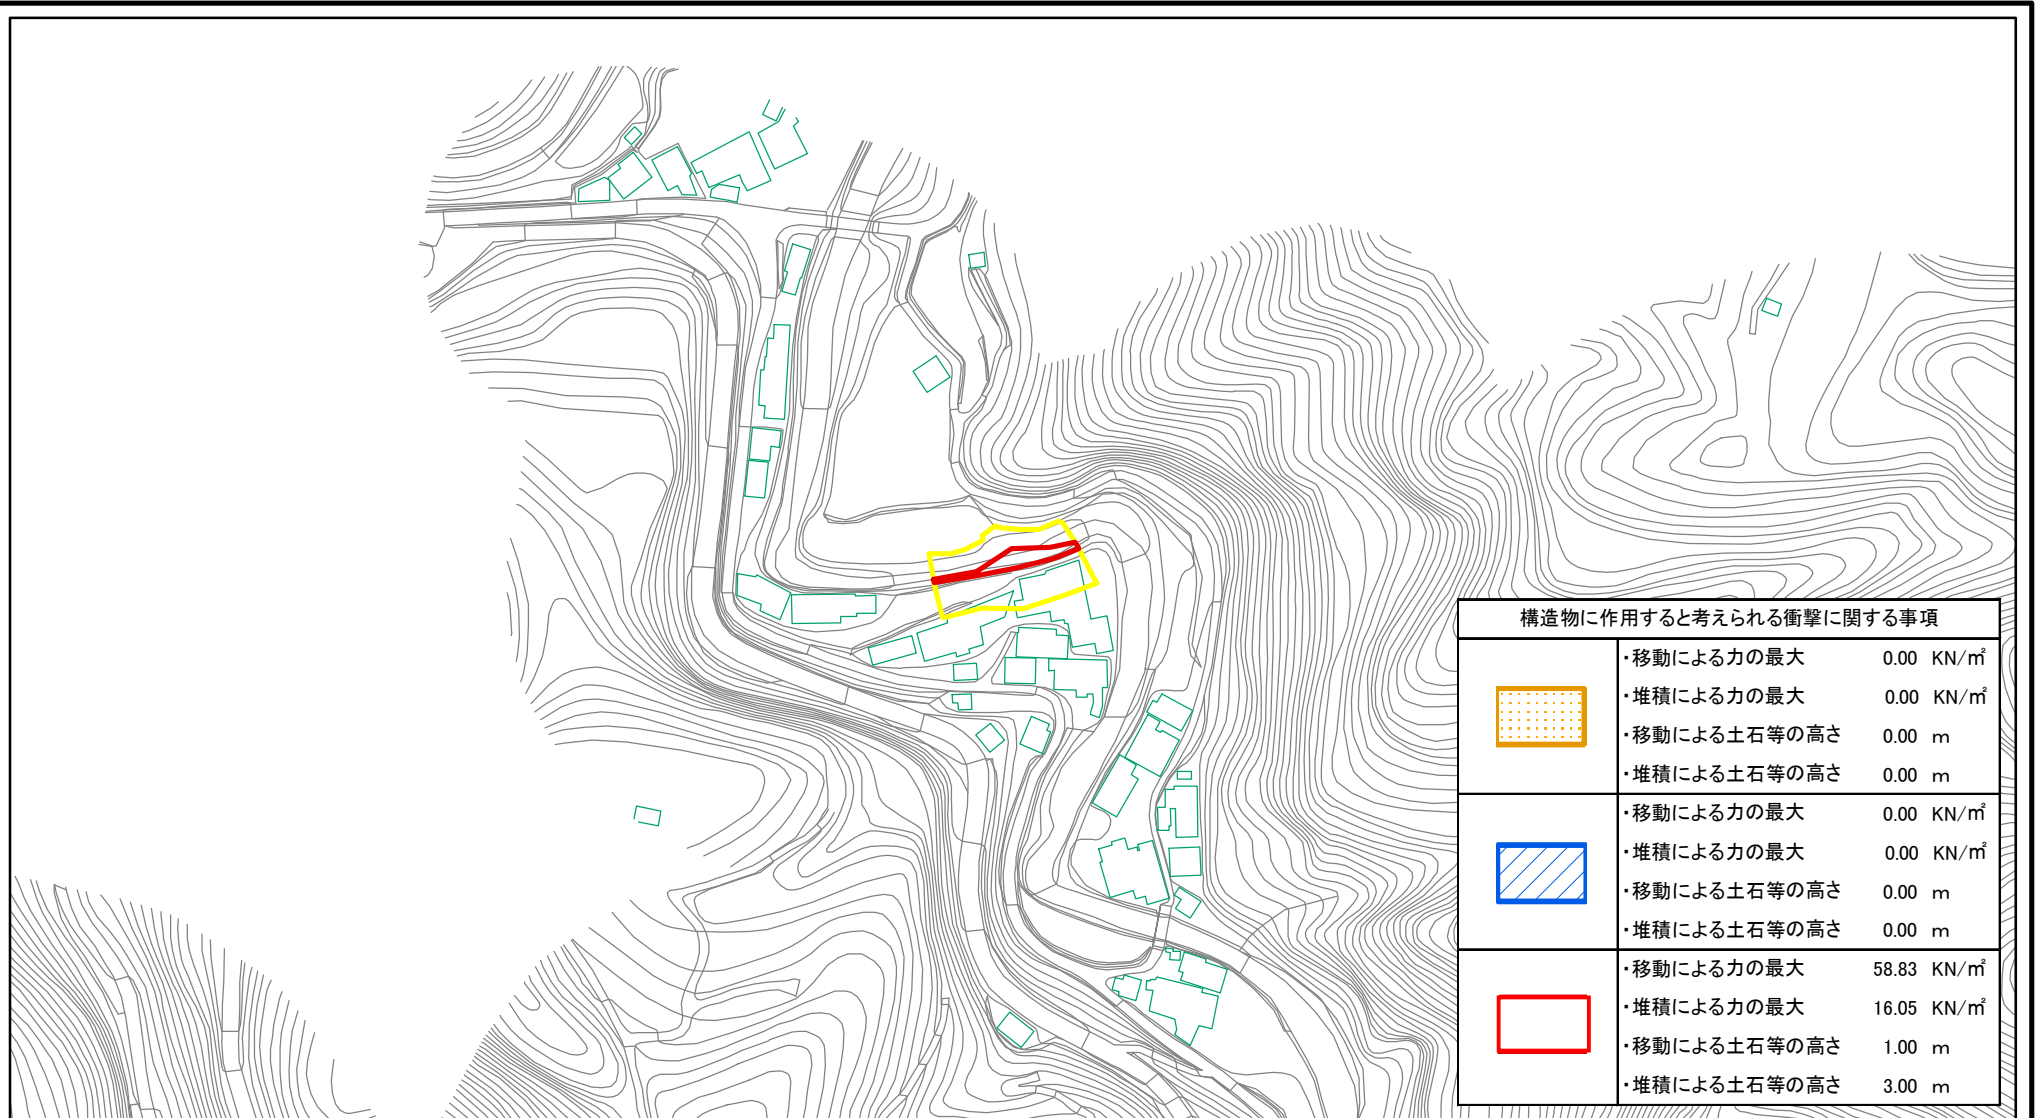 構造物に作用すると考えられる衝撃に関する事項
・移動による力の最大 0.00 KN/㎡
・堆積による力の最大 0.00 KN/㎡
・移動による土石等の高さ 0.00 m
・堆積による土石等の高さ 0.00 m
・移動による力の最大 0.00 KN/㎡
・堆積による力の最大 0.00 KN/㎡
・移動による土石等の高さ 0.00 m
・堆積による土石等の高さ 0.00 m
・移動による力の最大 58.83 KN/㎡
・堆積による力の最大 16.05 KN/㎡
・移動による土石等の高さ 1.00 m
・堆積による土石等の高さ 3.00 m